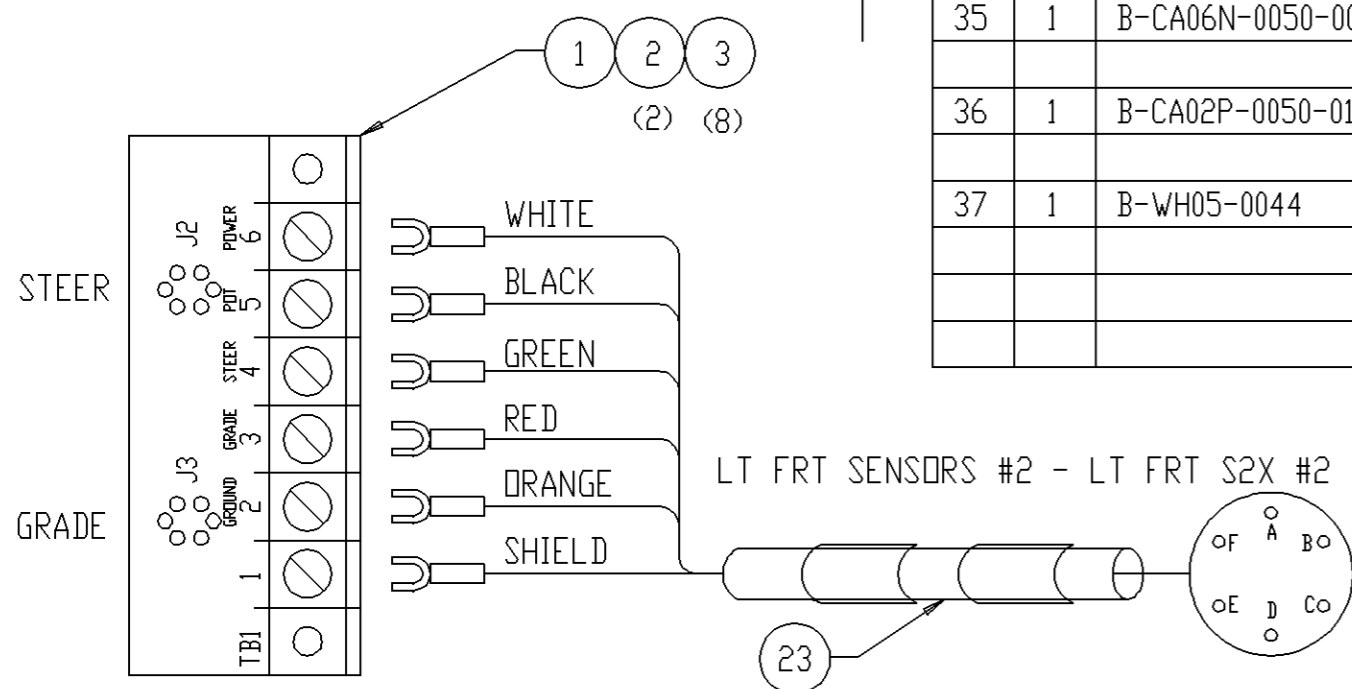 1 2 3
(2) (8)
35 1 B-CA06N-0050-00
36 1 B-CA02P-0050-01
37 1 B-WH05-0044
STEER
GRADE
J2
J3
POWER
6
POT
5
STEER
4
GRADE
3
GROUND
2
1
TB1
WHITE
BLACK
GREEN
RED
ORANGE
SHIELD
LT FRT SENSORS #2 - LT FRT S2X #2
A
F B
E D C
23